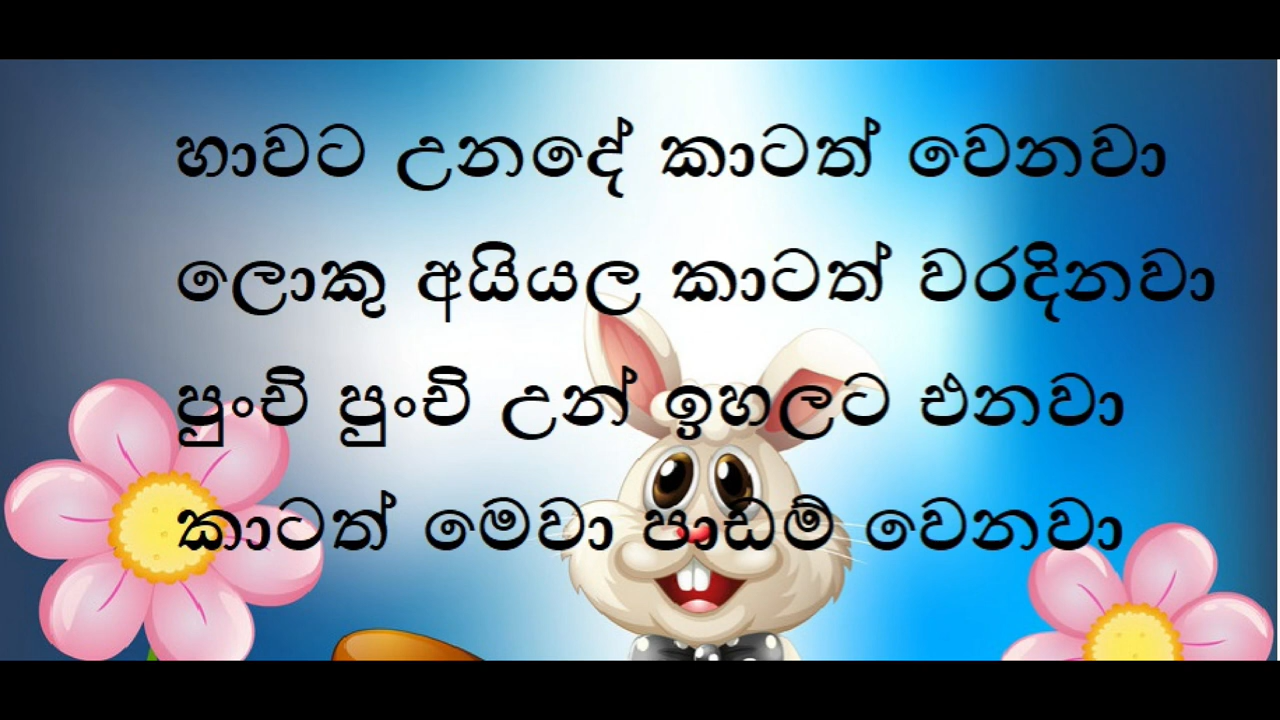 හාවට උනදේ කාටත් වෙනවා
ලොකු අයියල කාටත් වරදිනවා
පුංචි පුංචි උන් ඉහලට එනවා
කාටත් මෙවා පාඩම් වෙනවා